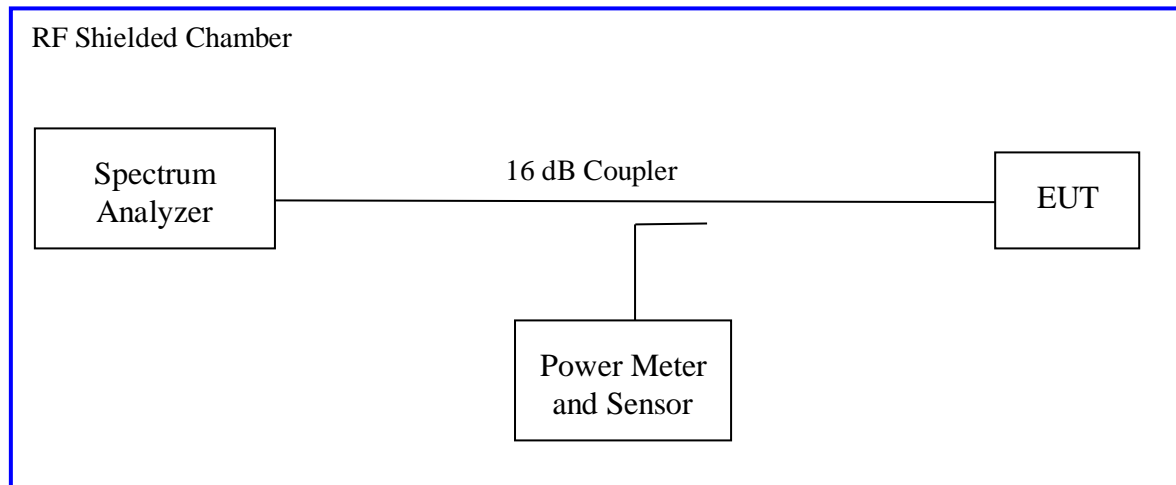 RF Shielded Chamber
Spectrum
Analyzer
16 dB Coupler
EUT
Power Meter
and Sensor